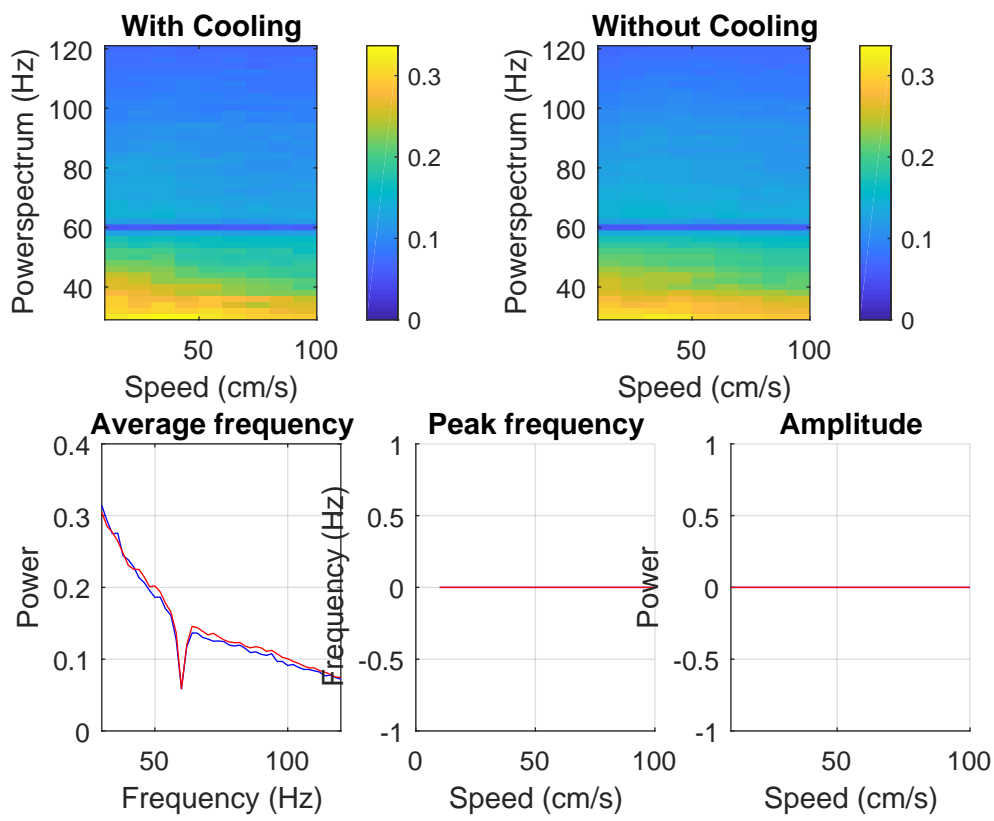 With Cooling
Powerspectrum (Hz)
120
100
80
60
40
50
100
Speed (cm/s)
0.3
0.2
0.1
0
Without Cooling
Powerspectrum (Hz)
120
100
80
60
40
50
100
Speed (cm/s)
0.3
0.2
0.1
0
Average frequency
Power
0.4
0.3
0.2
0.1
0
50
100
Frequency (Hz)
Peak frequency
Frequency (Hz)
1
0.5
0
-0.5
-1
0
50
100
Speed (cm/s)
Amplitude
Power
1
0.5
0
-0.5
-1
50
100
Speed (cm/s)